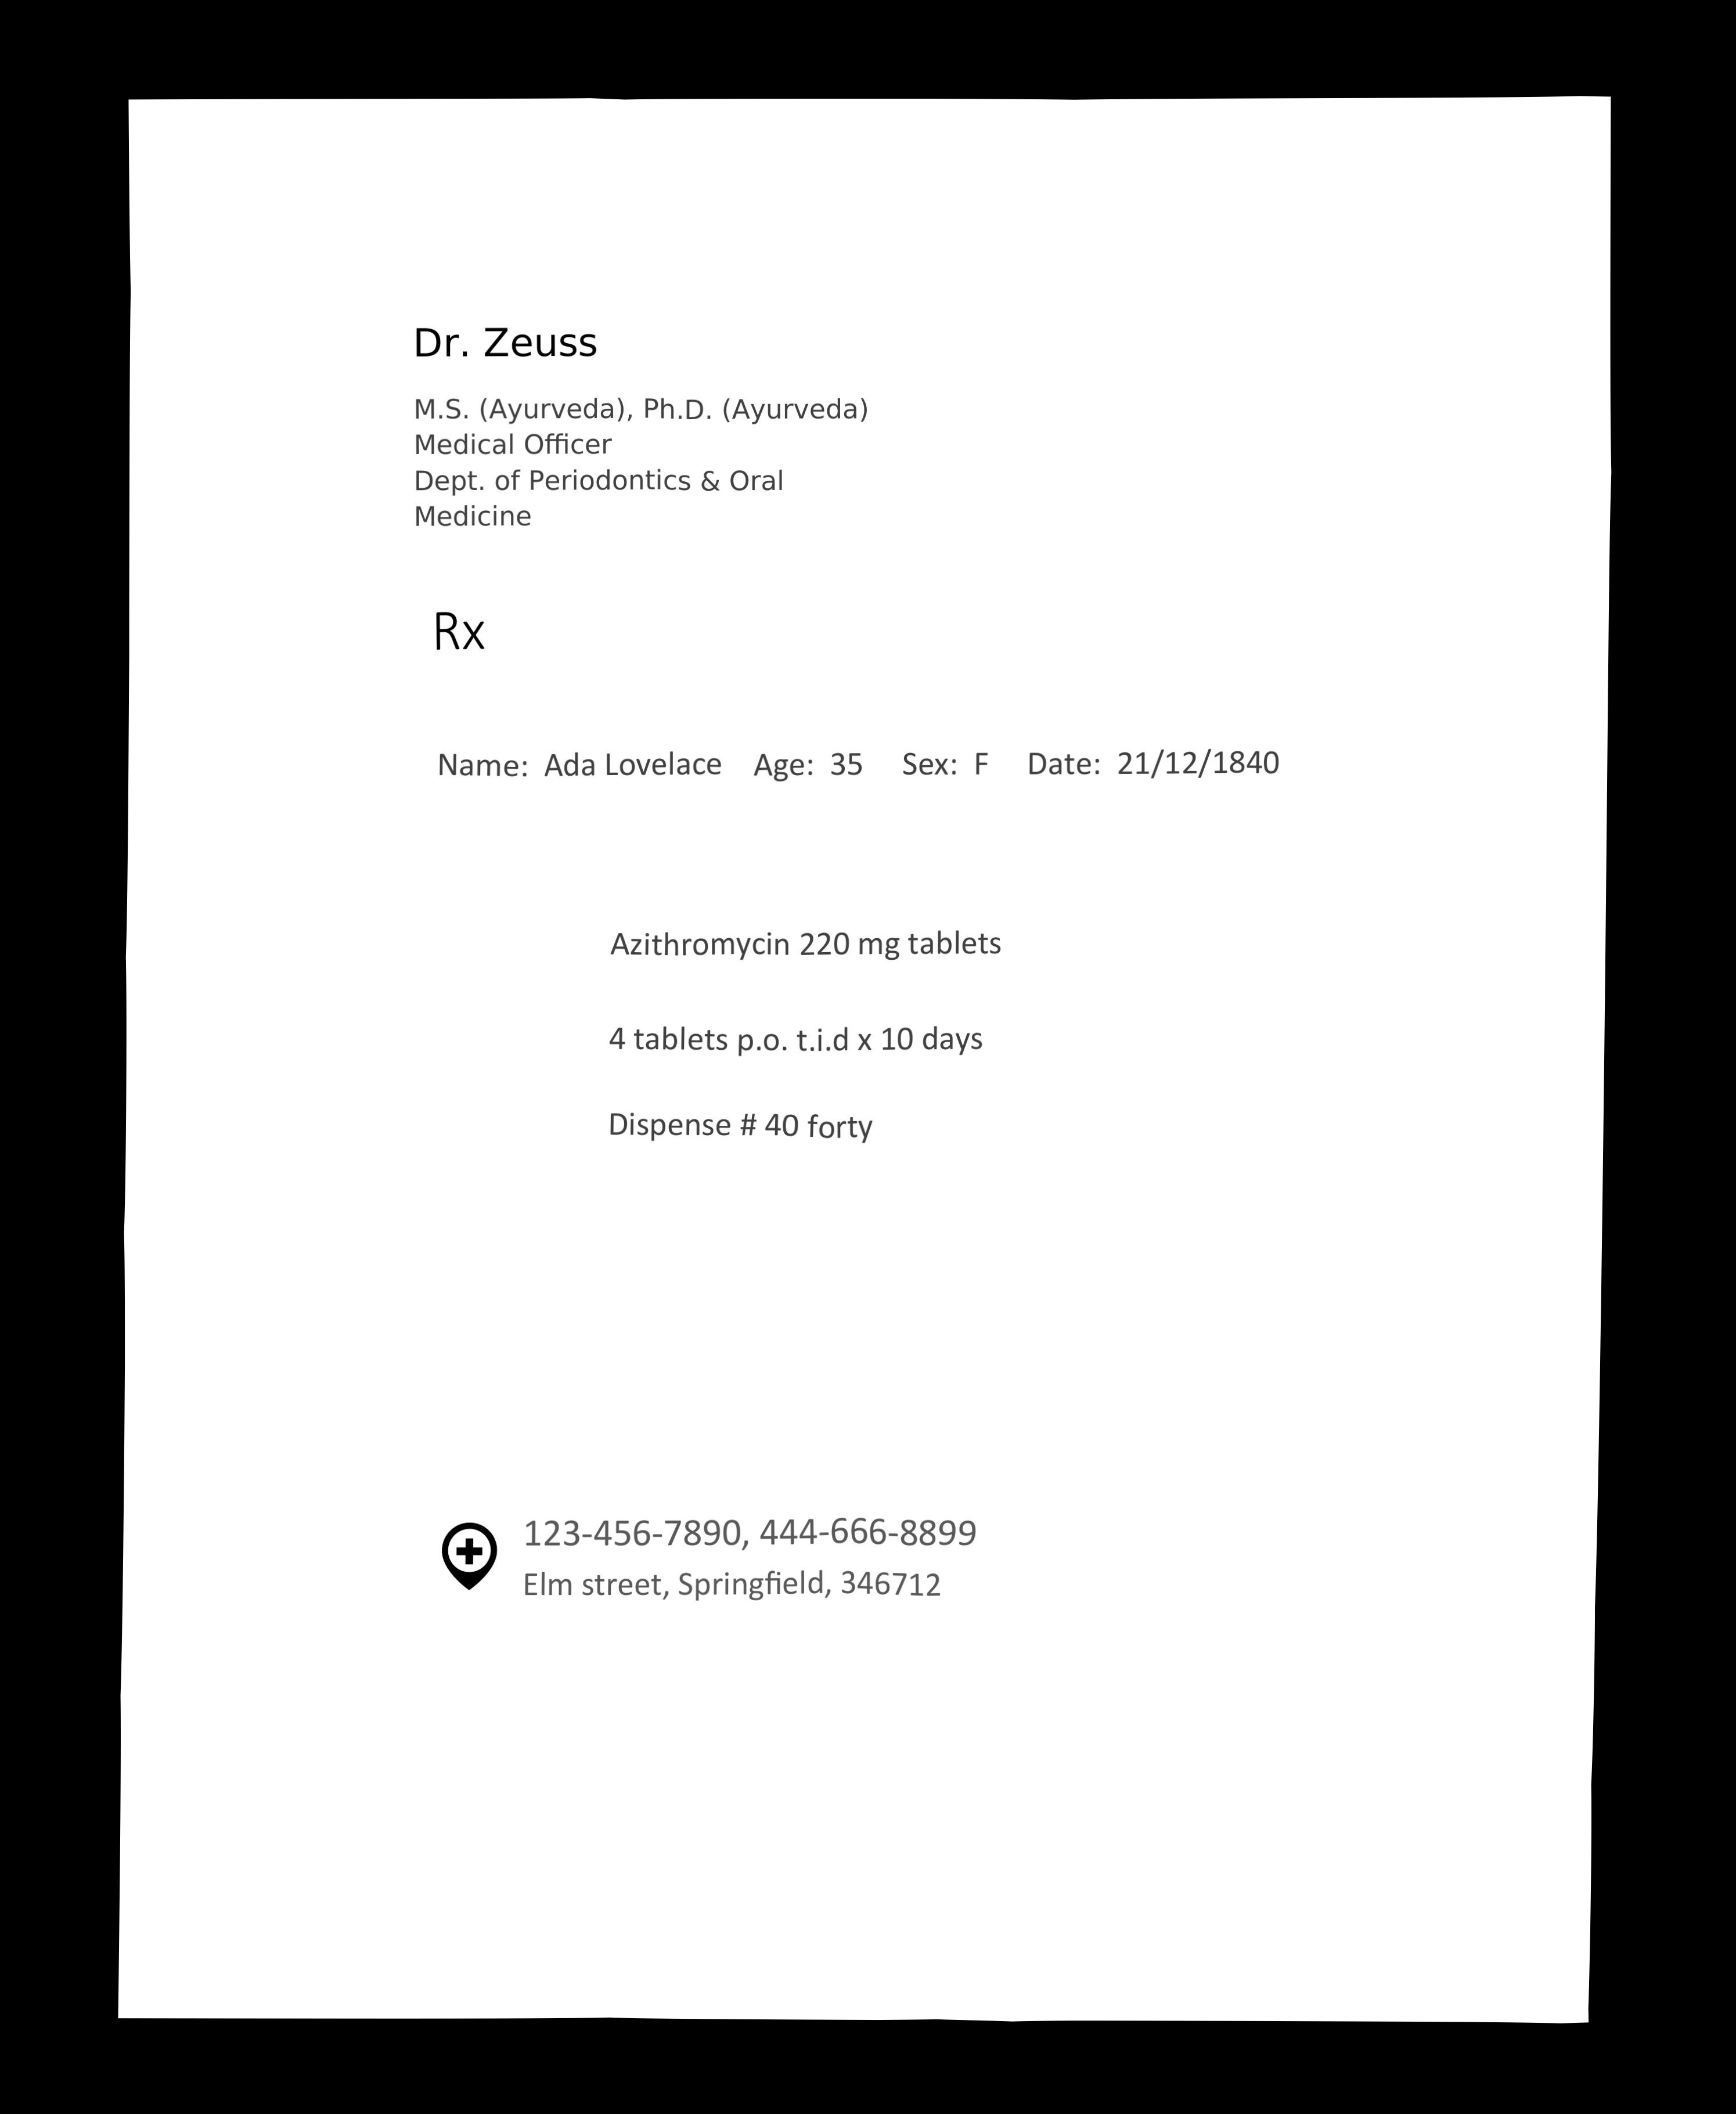 Dr. Zeuss
M.S. (Ayurveda), Ph.D. (Ayurveda)
Medical Officer
Dept. of Periodontics & Oral
Medicine
Rx
Name: Ada Lovelace Age: 35 Sex: F Date: 21/12/1840
Azithromycin 220 mg tablets
4 tablets p.o. t.i.d x 10 days
Dispense # 40 forty
123-456-7890, 444-666-8899
Elm street, Springfield, 346712